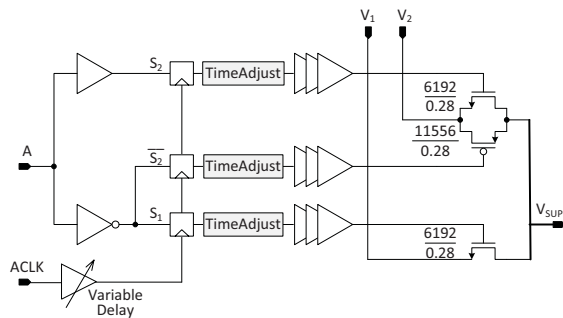 V1 V2 VSUP
S2 TimeAdjust
6192
0.28
11556
0.28
A
S2 TimeAdjust
S1 TimeAdjust
6192
0.28
VSUP
ACLK
Variable
Delay